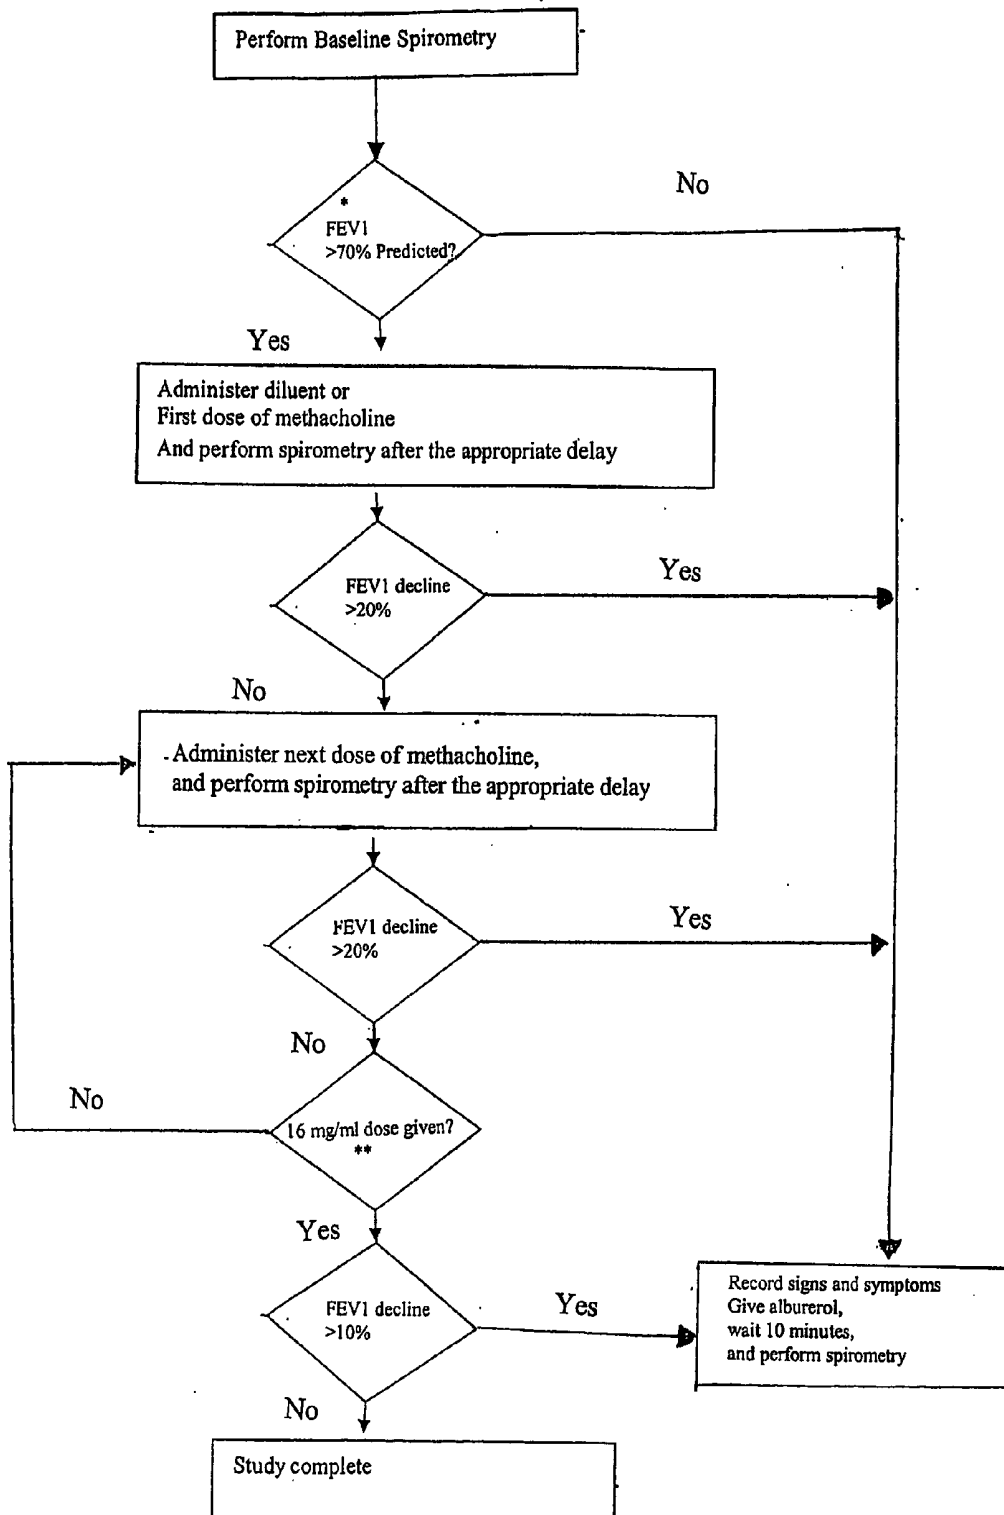 Perform Baseline Spirometry
No
*
FEV1
>70% Predicted?
Yes
Administer diluent or
First dose of methacholine
And perform spirometry after the appropriate delay
FEV1 decline
>20%
Yes
No
Administer next dose of methacholine,
and perform spirometry after the appropriate delay
FEV1 decline
>20%
Yes
No
No
16 mg/ml dose given?
**
Yes
FEV1 decline
>10%
Yes
Record signs and symptoms
Give alburerol,
wait 10 minutes,
and perform spirometry
No
Study complete